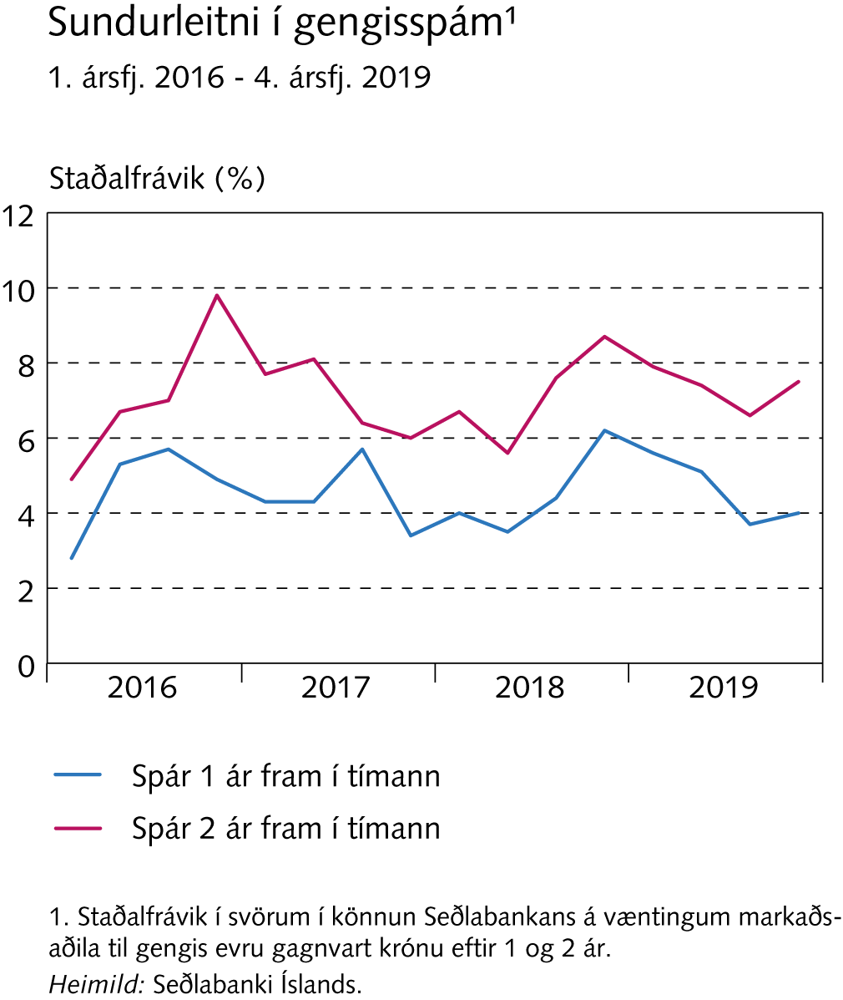 Sundurleitni í gengisspám¹
1. ársfj. 2016 - 4. ársfj. 2019
Staðalfrávik (%)
12
10
8
6
4
2
0
2016 2017 2018 2019
Spár 1 ár fram í tímann
Spár 2 ár fram í tímann
1. Staðalfrávik í svörum í könnun Seðlabankans á væntingum markaðs-
aðila til gengis evru gagnvart krónu eftir 1 og 2 ár.
Heimild: Seðlabanki Íslands.